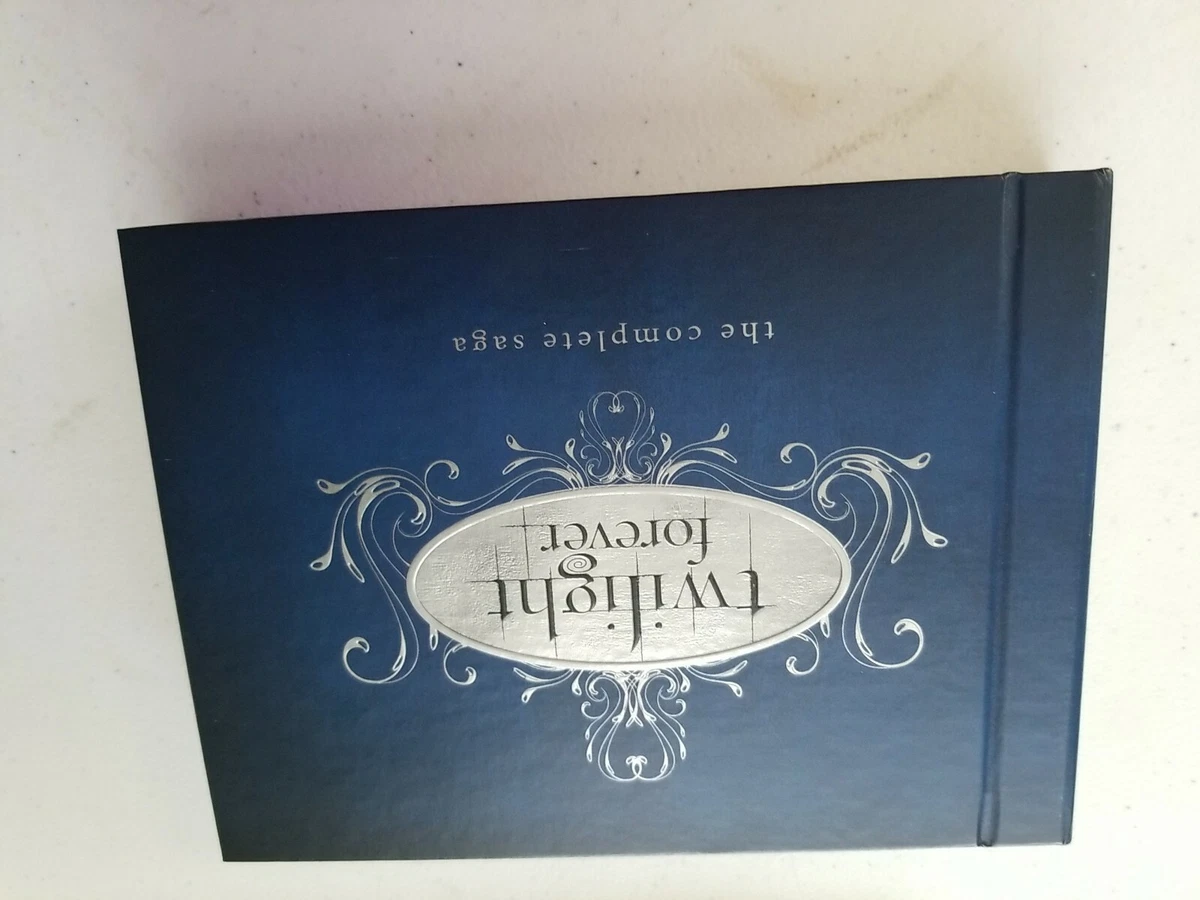 twilight
forever
the complete saga